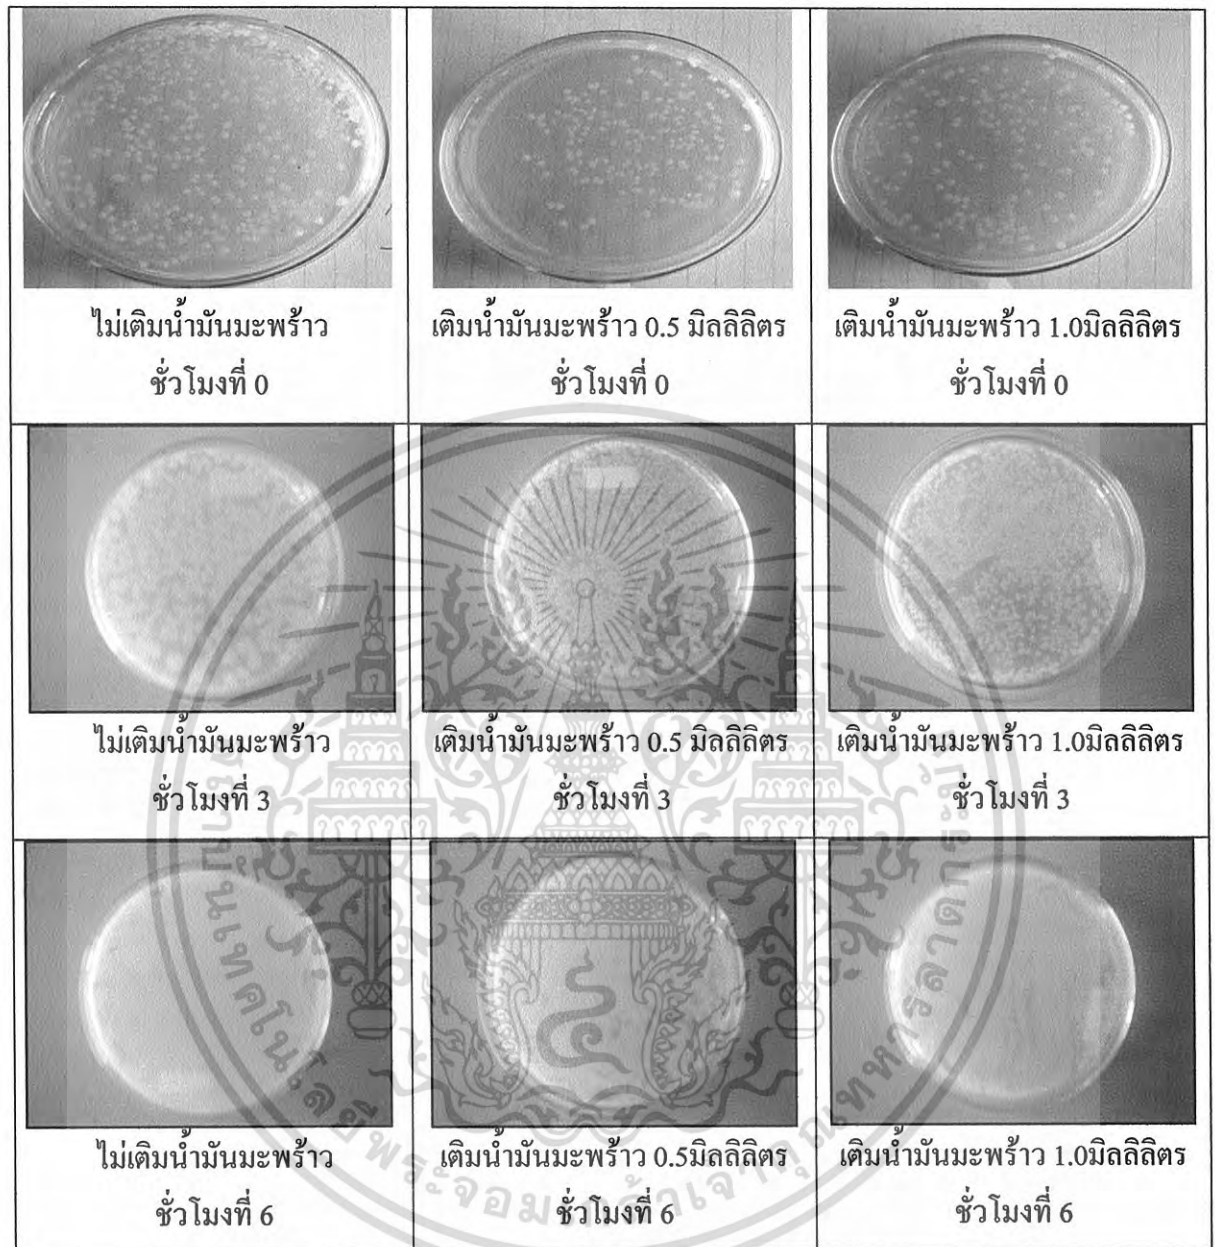 ไม่เติมน้ำมันมะพร้าว
ชั่วโมงที่ 0
เติมน้ำมันมะพร้าว 0.5 มิลลิลิตร
ชั่วโมงที่ 0
เติมน้ำมันมะพร้าว 1.0มิลลิลิตร
ชั่วโมงที่ 0
ไม่เติมน้ำมันมะพร้าว
ชั่วโมงที่ 3
เติมน้ำมันมะพร้าว 0.5 มิลลิลิตร
ชั่วโมงที่ 3
เติมน้ำมันมะพร้าว 1.0มิลลิลิตร
ชั่วโมงที่ 3
ไม่เติมน้ำมันมะพร้าว
ชั่วโมงที่ 6
เติมน้ำมันมะพร้าว 0.5มิลลิลิตร
ชั่วโมงที่ 6
เติมน้ำมันมะพร้าว 1.0มิลลิลิตร
ชั่วโมงที่ 6